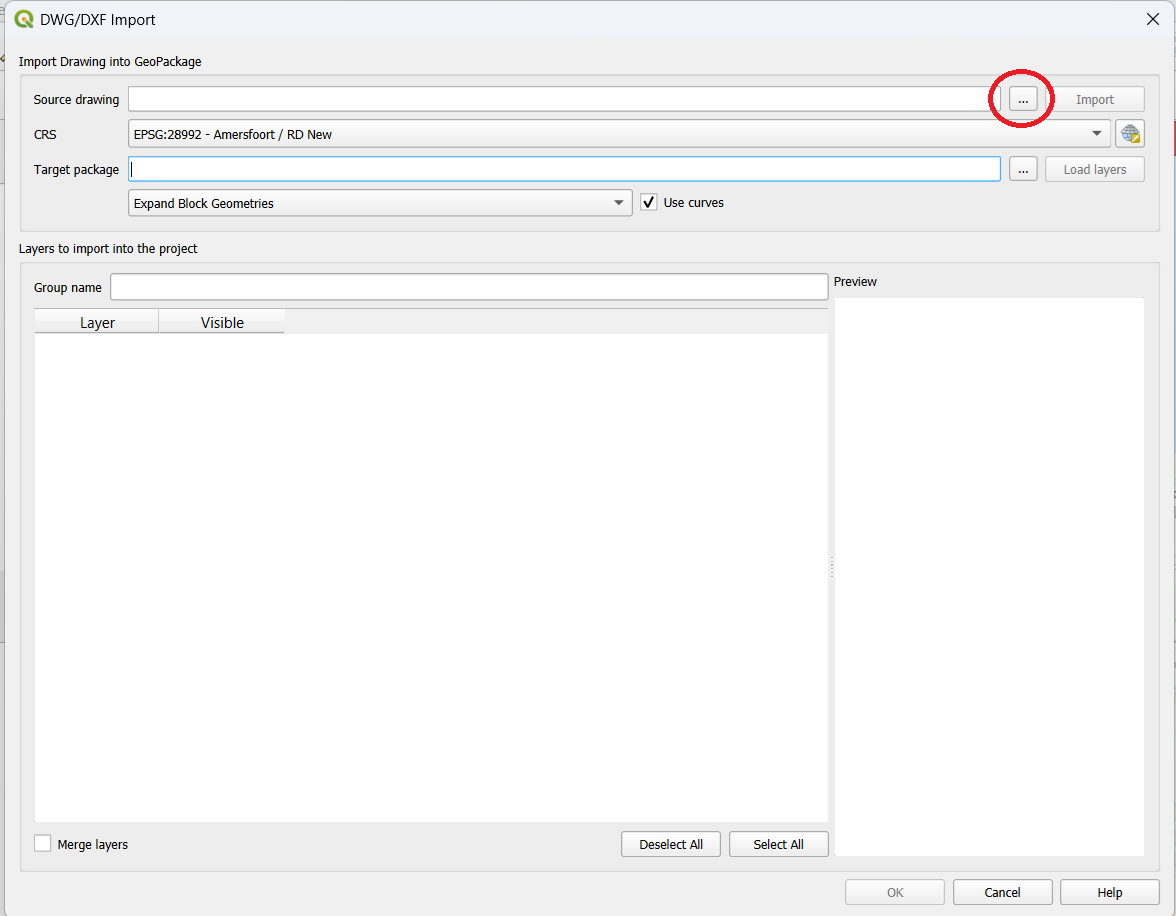 DWG/DXF Import
Import Drawing into GeoPackage
Source drawing ... Import
CRS EPSG:28992 - Amersfoort / RD New
Target package ... Load layers
Expand Block Geometries Use curves
Layers to import into the project
Group name Preview
Layer Visible
Merge layers Deselect All Select All
OK Cancel Help